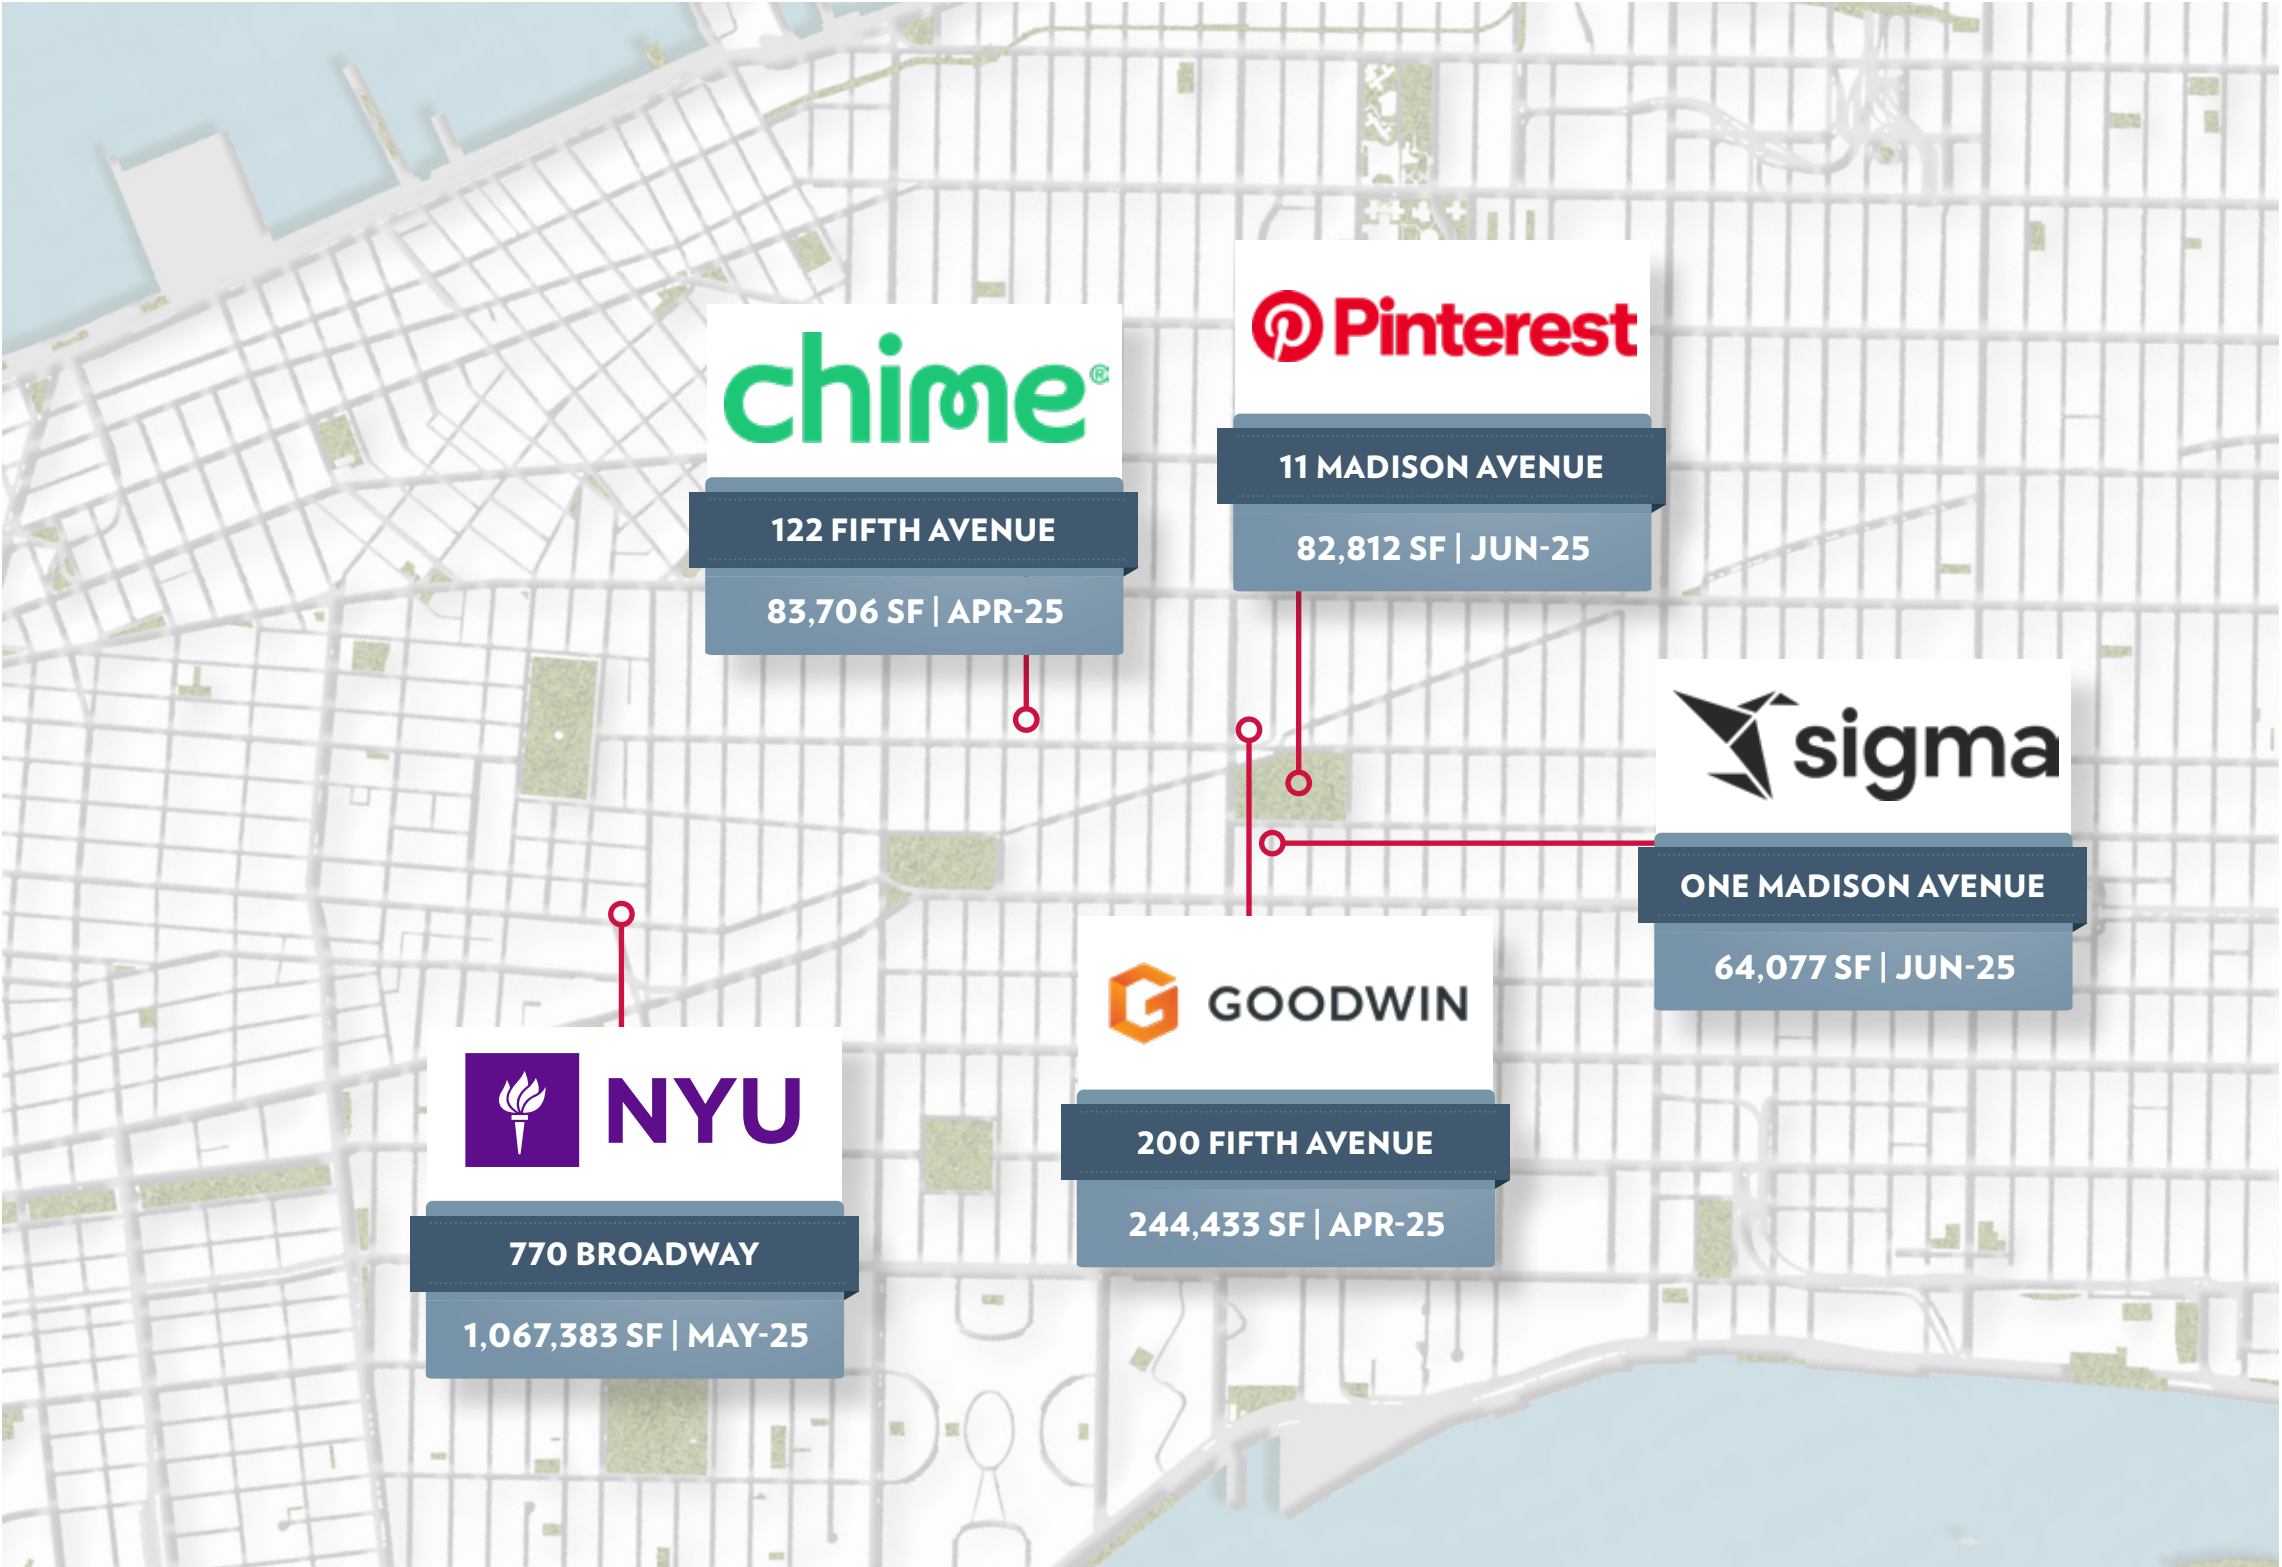 chime®
122 FIFTH AVENUE
83,706 SF | APR-25
Pinterest
11 MADISON AVENUE
82,812 SF | JUN-25
sigma
ONE MADISON AVENUE
64,077 SF | JUN-25
GOODWIN
200 FIFTH AVENUE
244,433 SF | APR-25
NYU
770 BROADWAY
1,067,383 SF | MAY-25